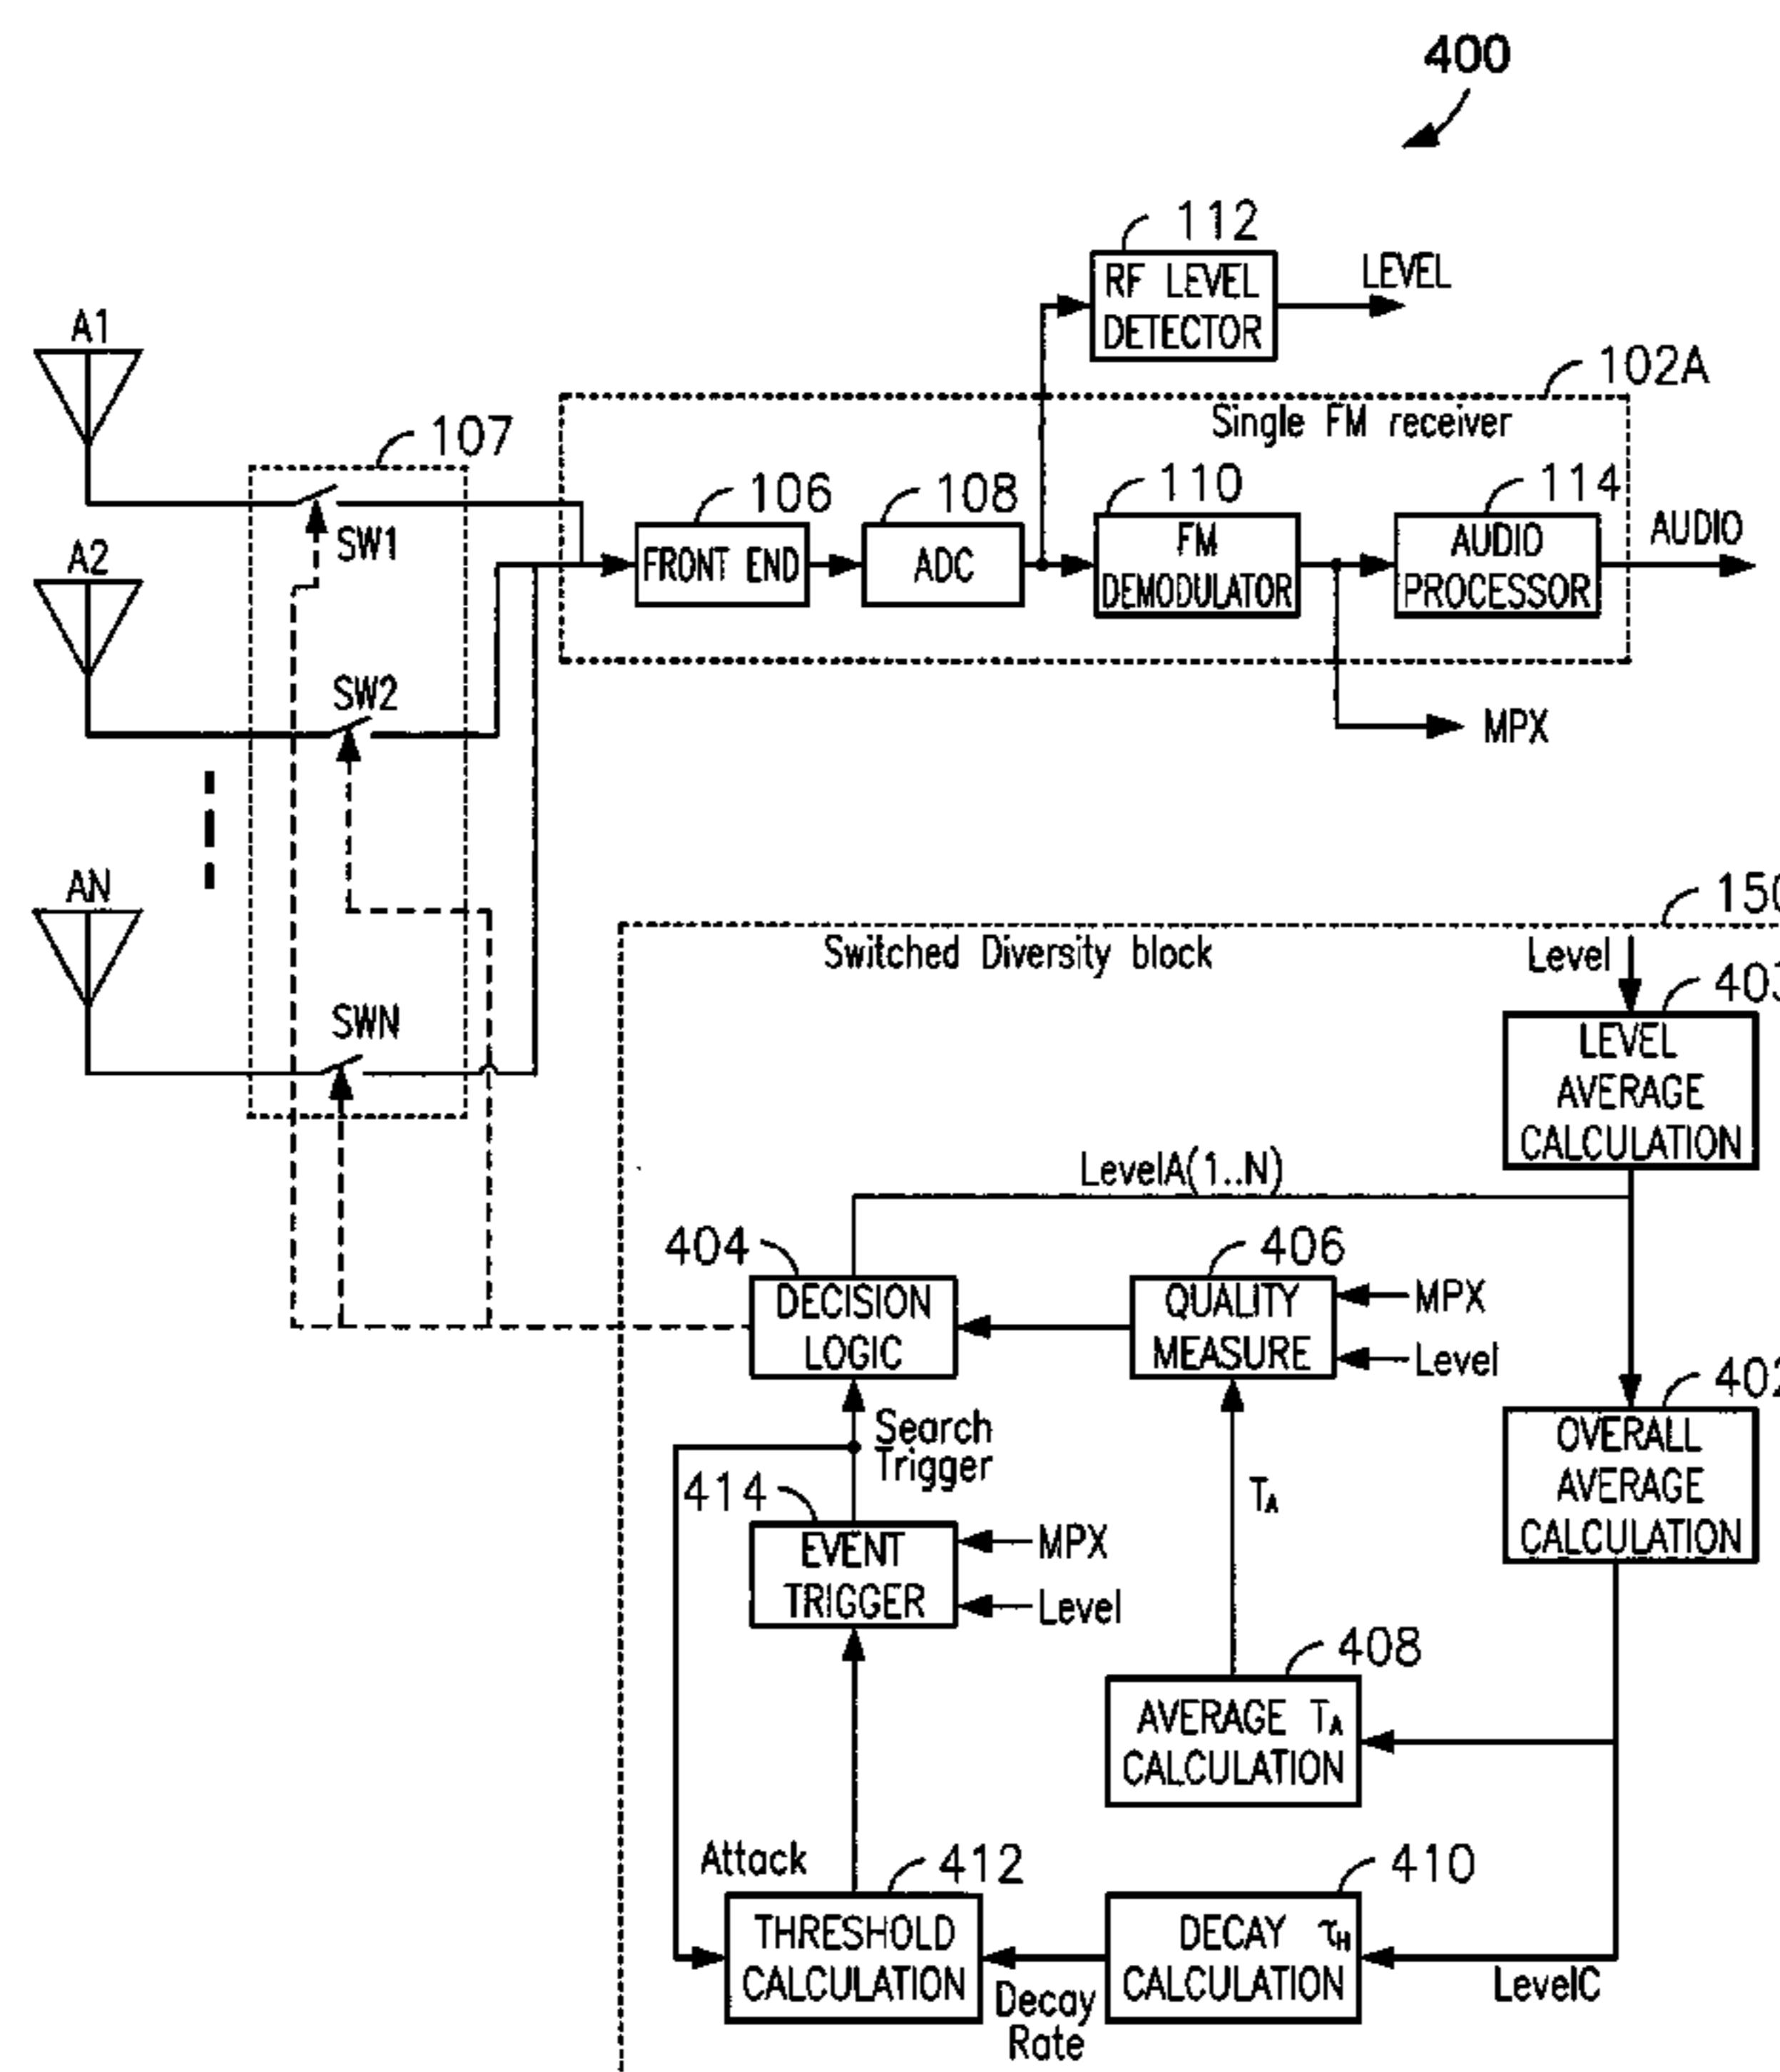 400
112
RF LEVEL
DETECTOR
LEVEL
102A
Single FM receiver
A1
107
SW1
106
FRONT END
108
ADC
110
FM
DEMODULATOR
114
AUDIO
PROCESSOR
AUDIO
A2
SW2
MPX
AN
SWN
150
Switched Diversity block
Level
403
LEVEL
AVERAGE
CALCULATION
LevelA(1..N)
404
DECISION
LOGIC
406
QUALITY
MEASURE
MPX
Level
402
OVERALL
AVERAGE
CALCULATION
Search
Trigger
414
EVENT
TRIGGER
MPX
Level
TA
408
AVERAGE TA
CALCULATION
Attack
412
THRESHOLD
CALCULATION
410
DECAY τH
CALCULATION
Decay
Rate
LevelC